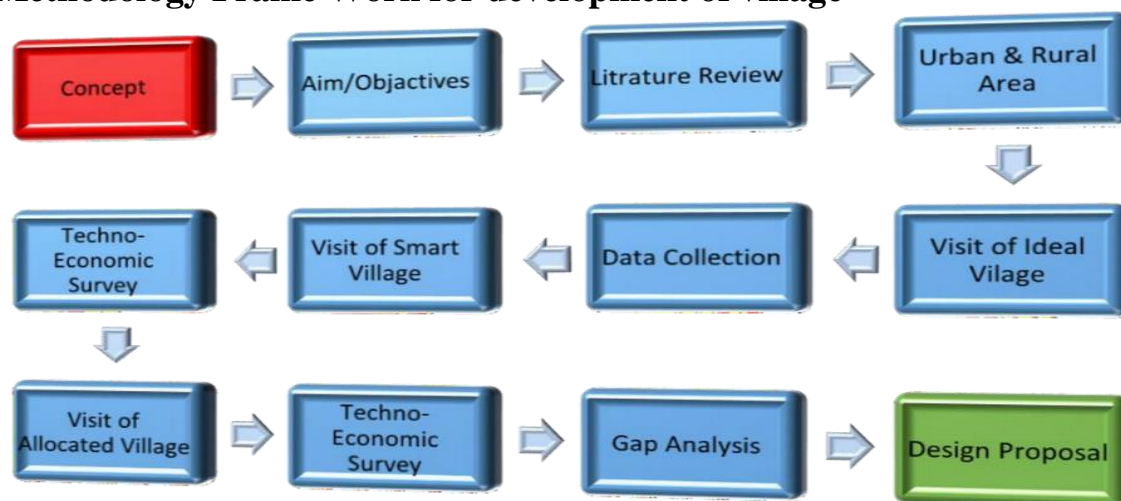 Methodology Frame Work for development of village
Concept
Aim/Objactives
Litrature Review
Urban & Rural
Area
Visit of Ideal
Vilage
Data Collection
Visit of Smart
Village
Techno-
Economic
Survey
Visit of
Allocated Village
Techno-
Economic
Survey
Gap Analysis
Design Proposal